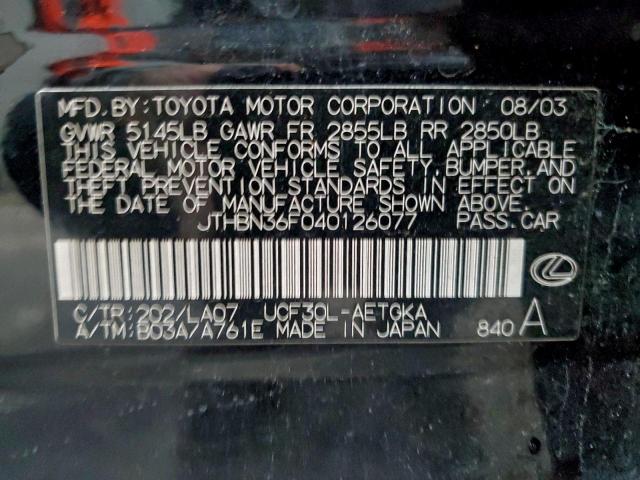 MFD. BY: TOYOTA MOTOR CORPORATION 08/03
GVWR 5145LB GAWR FR 2855LB RR 2850LB
THIS VEHICLE CONFORMS TO ALL APPLICABLE
FEDERAL MOTOR VEHICLE SAFETY, BUMPER, AND
THEFT PREVENTION STANDARDS IN EFFECT ON
THE DATE OF MANUFACTURE SHOWN ABOVE.
JTHBN36F040126077 PASS. CAR
C/TR: 202/LA07 UCF30L-AETGKA
A/TM: B03A/A761E MADE IN JAPAN 840 A